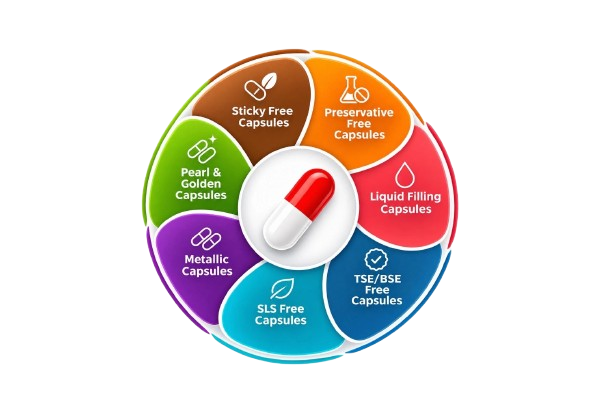 Sticky Free
Capsules
Preservative
Free
Capsules
Liquid Filling
Capsules
TSE/BSE
Free
Capsules
SLS Free
Capsules
Metallic
Capsules
Pearl &
Golden
Capsules